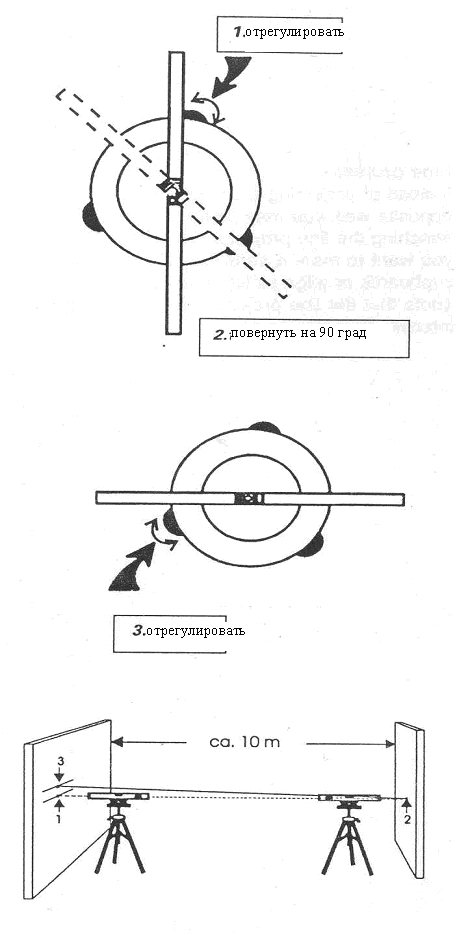 1.отрегулировать
2.повернуть на 90 град
3.отрегулировать
ca. 10 m
3
1
2